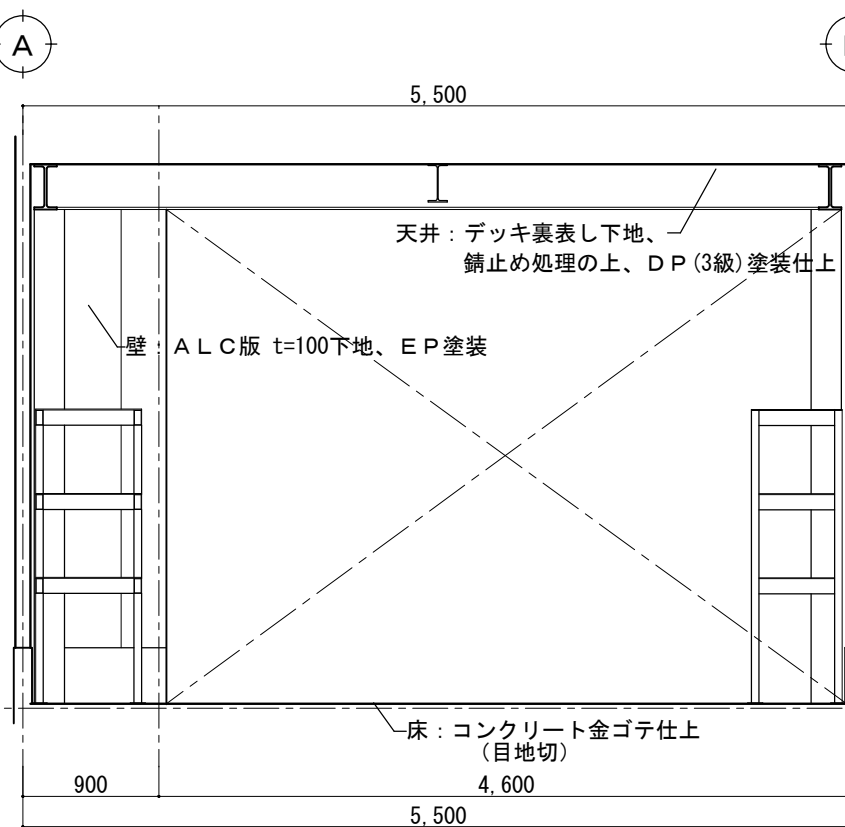 A
5,500
天井：デッキ裏表し下地、
錆止め処理の上、ＤＰ(3級)塗装仕上
壁：ＡＬＣ版 t=100下地、ＥＰ塗装
床：コンクリート金ゴテ仕上
(目地切)
900
4,600
5,500